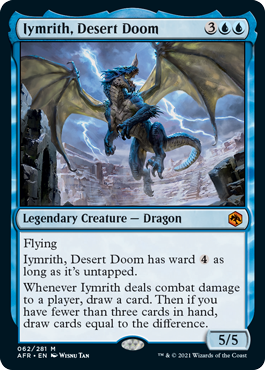 Iymrith, Desert Doom 3
Legendary Creature — Dragon
Flying
Iymrith, Desert Doom has ward 4 as
long as it's untapped.
Whenever Iymrith deals combat damage
to a player, draw a card. Then if you
have fewer than three cards in hand,
draw cards equal to the difference.
5/5
062/281 M
AFR • EN Wisnu Tan
™ & © 2021 Wizards of the Coast